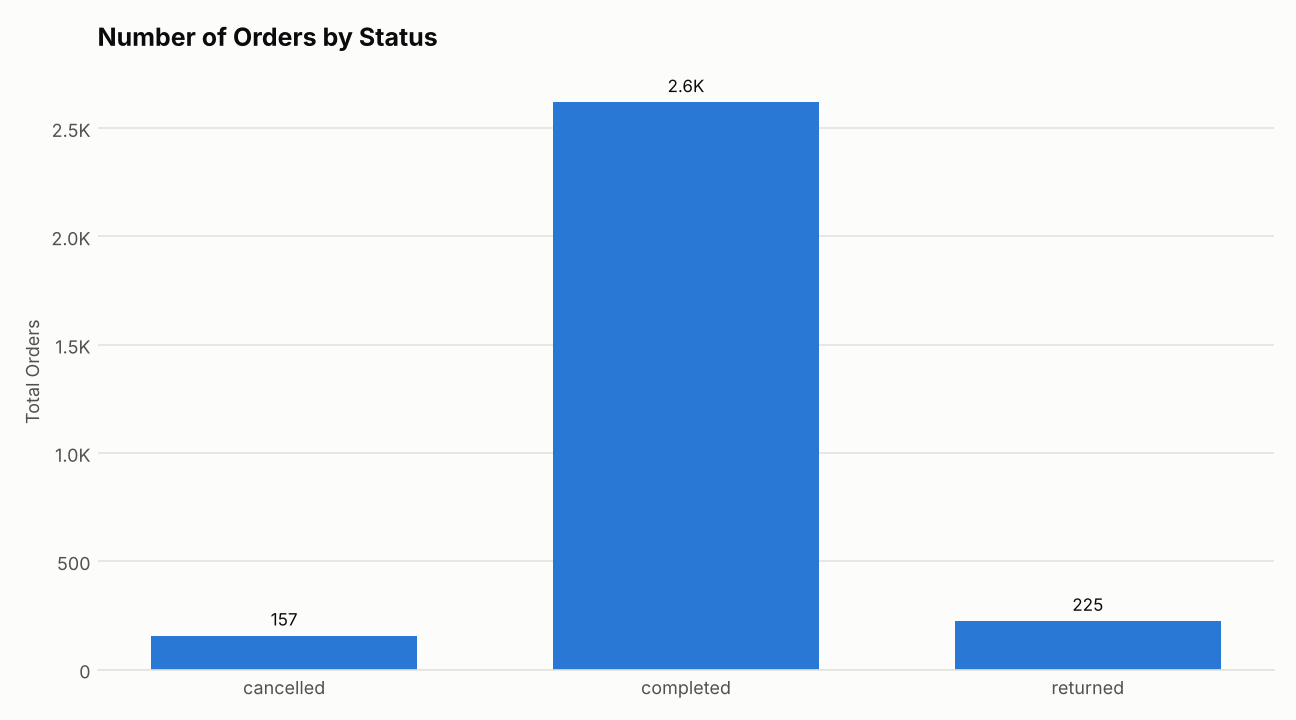 Number of Orders by Status
Total Orders
2.5K
2.0K
1.5K
1.0K
500
0
157
2.6K
225
cancelled
completed
returned